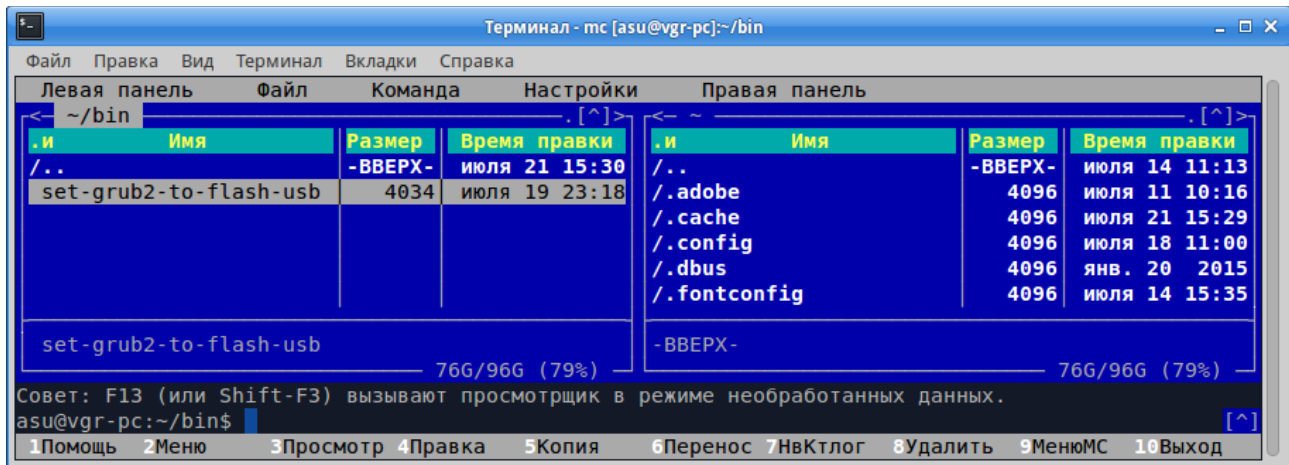 Терминал - mc [asu@vgr-pc]:~/bin
Файл Правка Вид Терминал Вкладки Справка
Левая панель Файл Команда Настройки Правая панель
<─ ~/bin ─.[^]> <─ ~ ─.[^]>
.и Имя Размер Время правки .и Имя Размер Время правки
/.. -ВВЕРХ- июля 21 15:30 /.. -ВВЕРХ- июля 14 11:13
set-grub2-to-flash-usb 4034 июля 19 23:18 /.adobe 4096 июля 11 10:16
/.cache 4096 июля 21 15:29
/.config 4096 июля 18 11:00
/.dbus 4096 янв. 20 2015
/.fontconfig 4096 июля 14 15:35
set-grub2-to-flash-usb -ВВЕРХ-
76G/96G (79%) 76G/96G (79%)
Совет: F13 (или Shift-F3) вызывают просмотрщик в режиме необработанных данных.
asu@vgr-pc:~/bin$ [^]
1Помощь 2Меню 3Просмотр 4Правка 5Копия 6Перенос 7НвКтлог 8Удалить 9МенюМС 10Выход